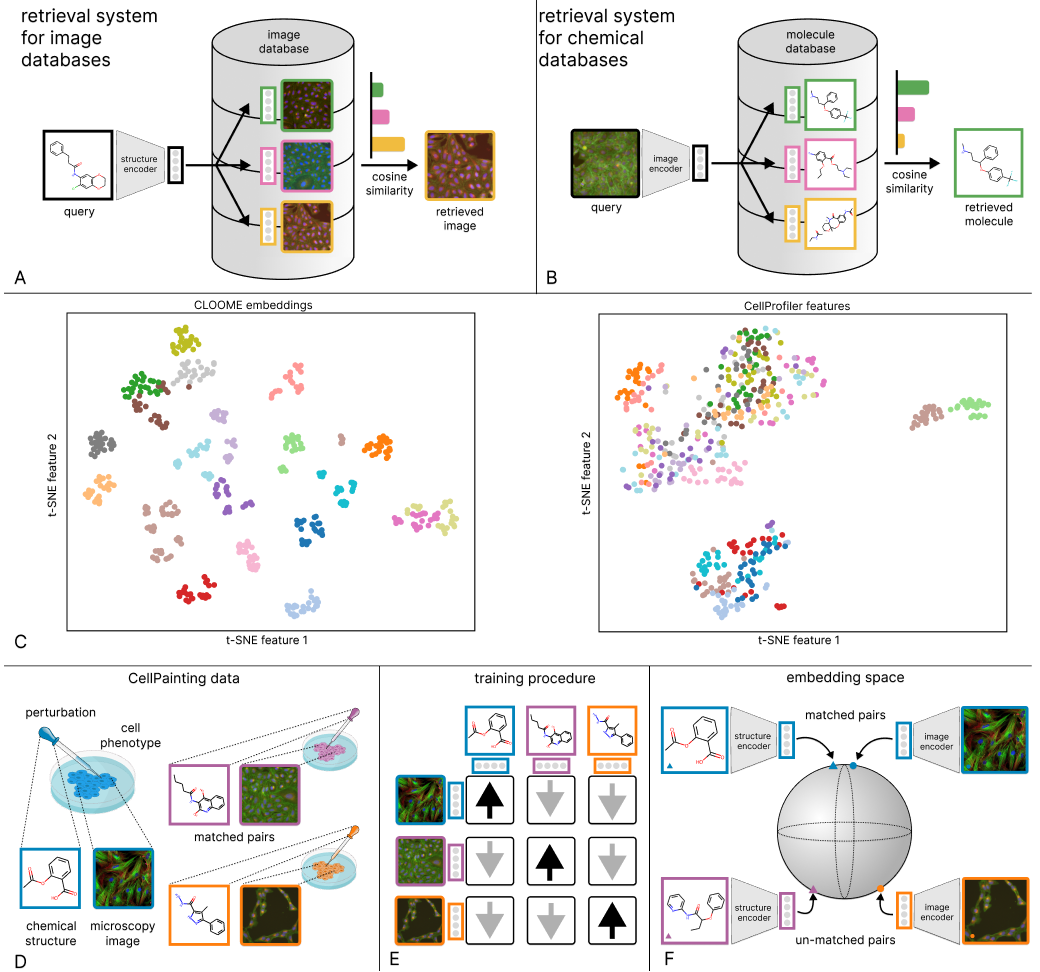 retrieval system
for image
databases
image
database
structure
encoder
query
cosine
similarity
retrieved
image
A
retrieval system
for chemical
databases
molecule
database
image
encoder
query
cosine
similarity
retrieved
molecule
B
CLOOME embeddings
t-SNE feature 2
t-SNE feature 1
CellProfiler features
t-SNE feature 2
t-SNE feature 1
C
CellPainting data
perturbation
cell
phenotype
matched pairs
chemical
structure
microscopy
image
D
training procedure
E
embedding space
matched pairs
structure
encoder
image
encoder
structure
encoder
image
encoder
un-matched pairs
F